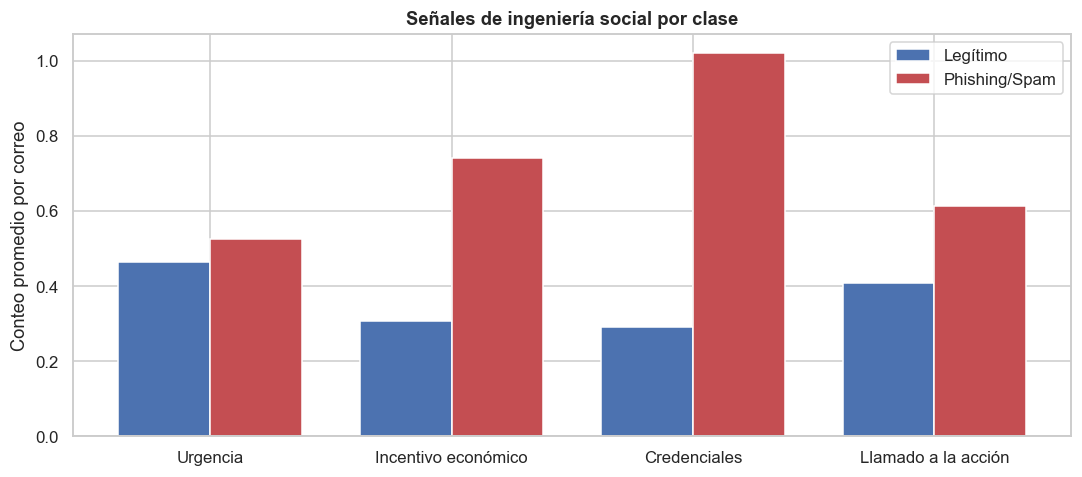 Señales de ingeniería social por clase
Legítimo
Phishing/Spam
Conteo promedio por correo
1.0
0.8
0.6
0.4
0.2
0.0
Urgencia
Incentivo económico
Credenciales
Llamado a la acción